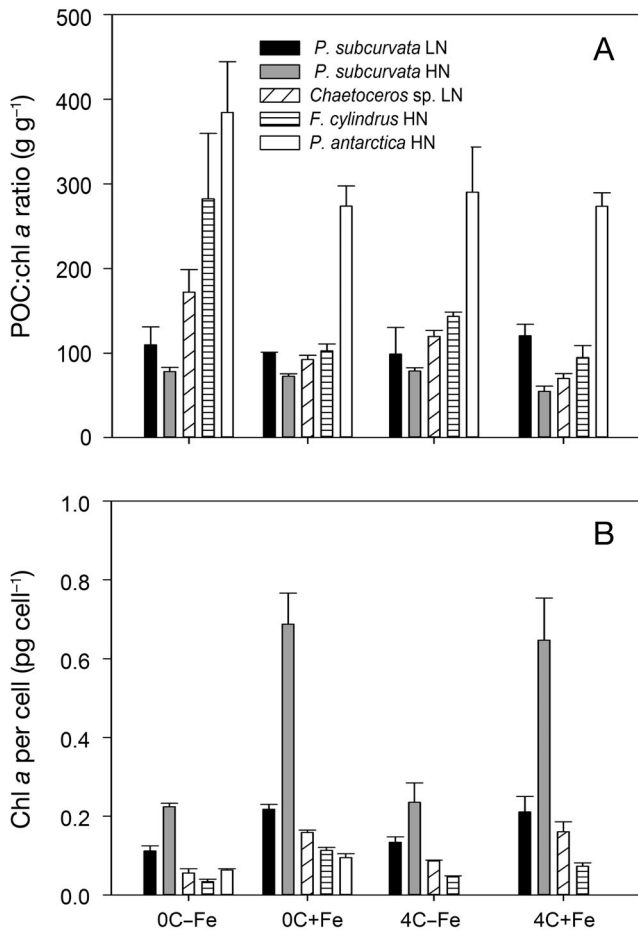 500
400
300
200
100
0
POC:chl a ratio (g g⁻¹)
A
P. subcurvata LN
P. subcurvata HN
Chaetoceros sp. LN
F. cylindrus HN
P. antarctica HN
1.0
0.8
0.6
0.4
0.2
0.0
Chl a per cell (pg cell⁻¹)
B
0C–Fe 0C+Fe 4C–Fe 4C+Fe